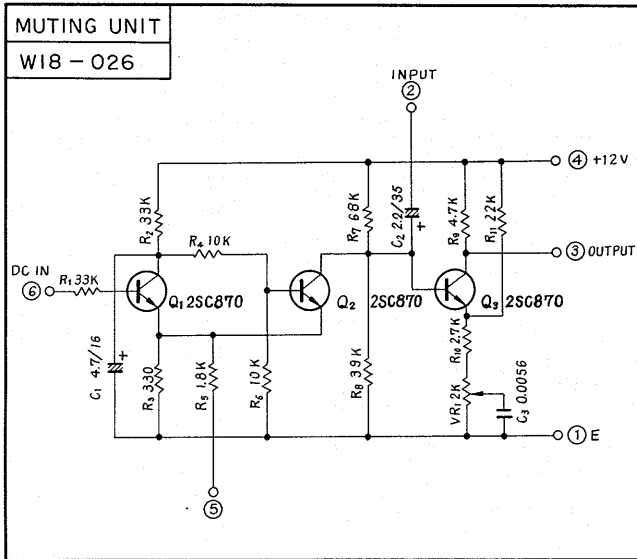 MUTING UNIT
W18-026
INPUT
②
④ +12V
R2 33K
R7 68K
C2 2.2/35
+
R9 4.7K
R11 22K
R4 10K
③ OUTPUT
DC IN
⑥
R1 33K
Q1 2SC870
Q2 2SC870
Q3 2SC870
C1 4.7/16
+
R3 330
R5 1.8K
R6 10K
R8 39K
R10 2.7K
VR1 2K
C3 0.0056
① E
⑤